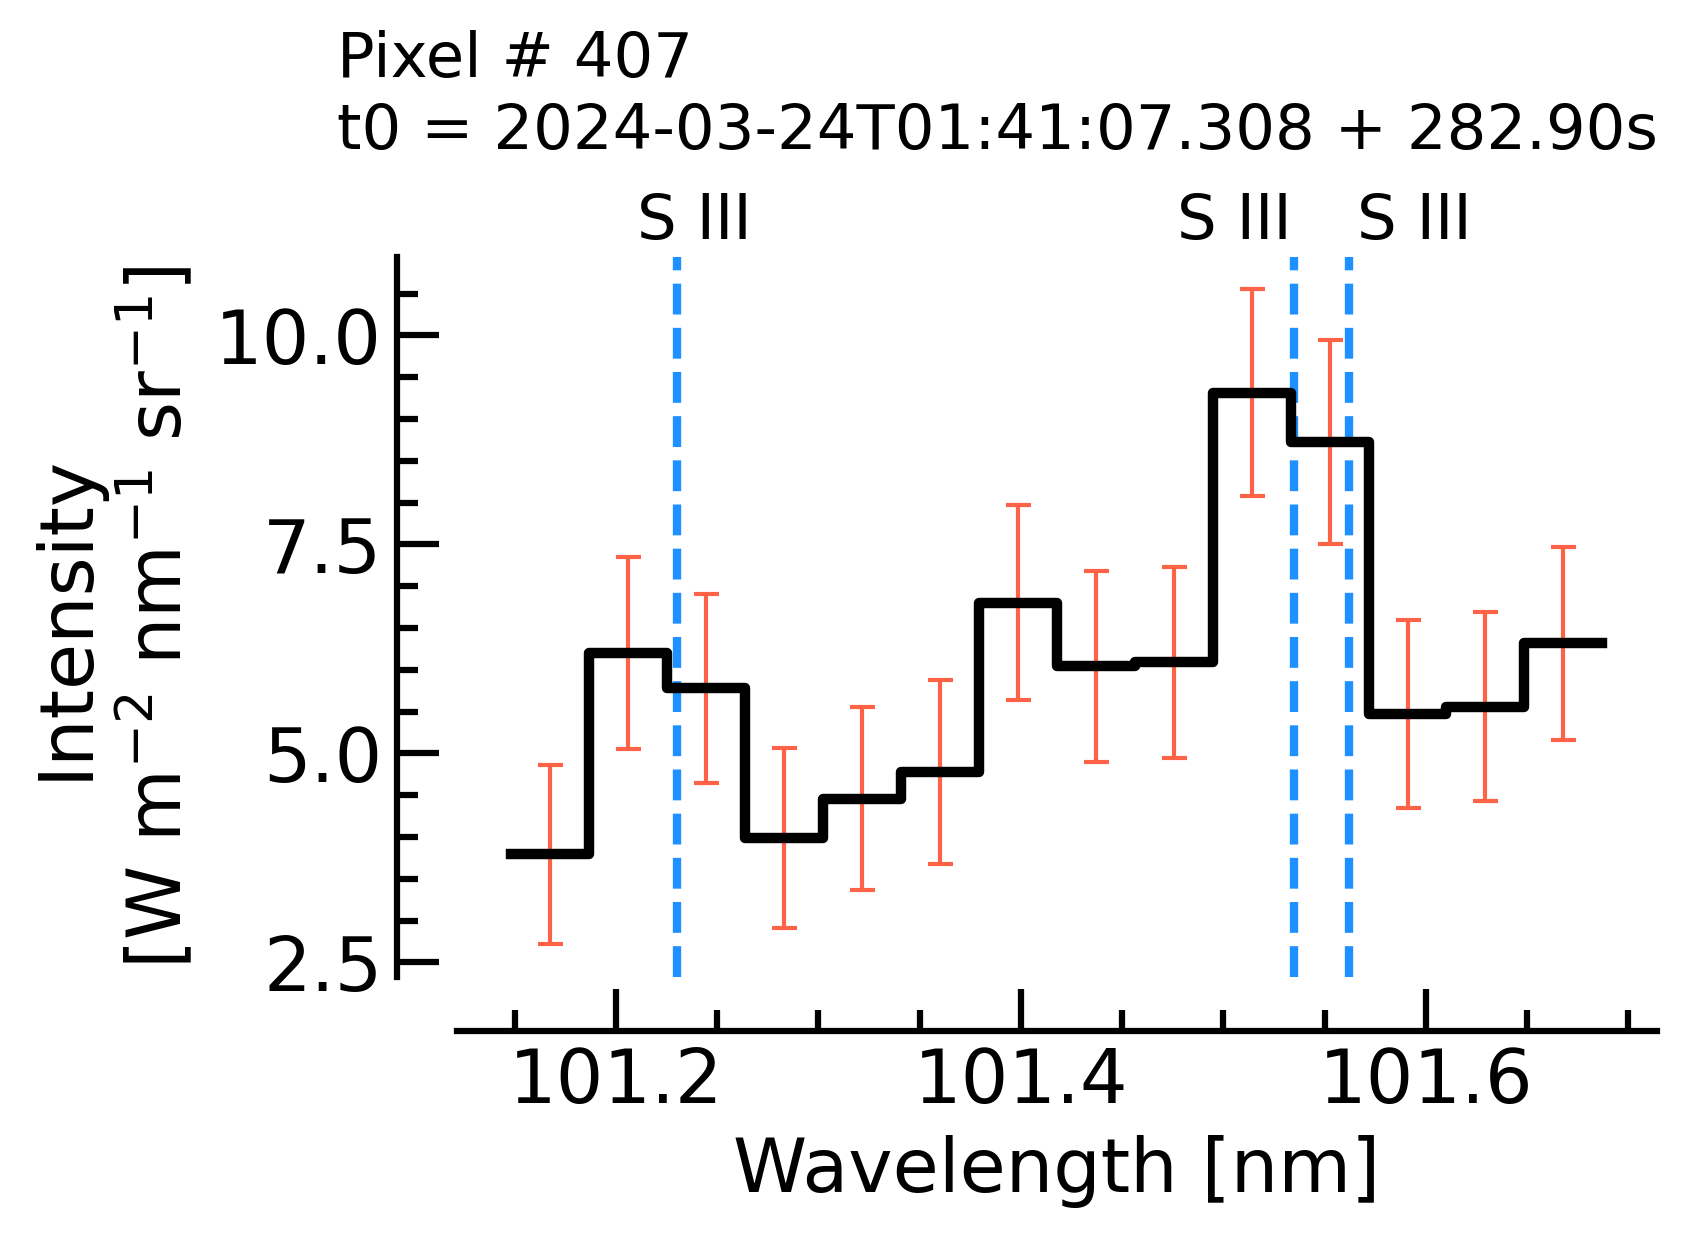 Pixel # 407
t0 = 2024-03-24T01:41:07.308 + 282.90s
S III S III S III
Intensity
[W m⁻² nm⁻¹ sr⁻¹]
10.0
7.5
5.0
2.5
101.2 101.4 101.6
Wavelength [nm]